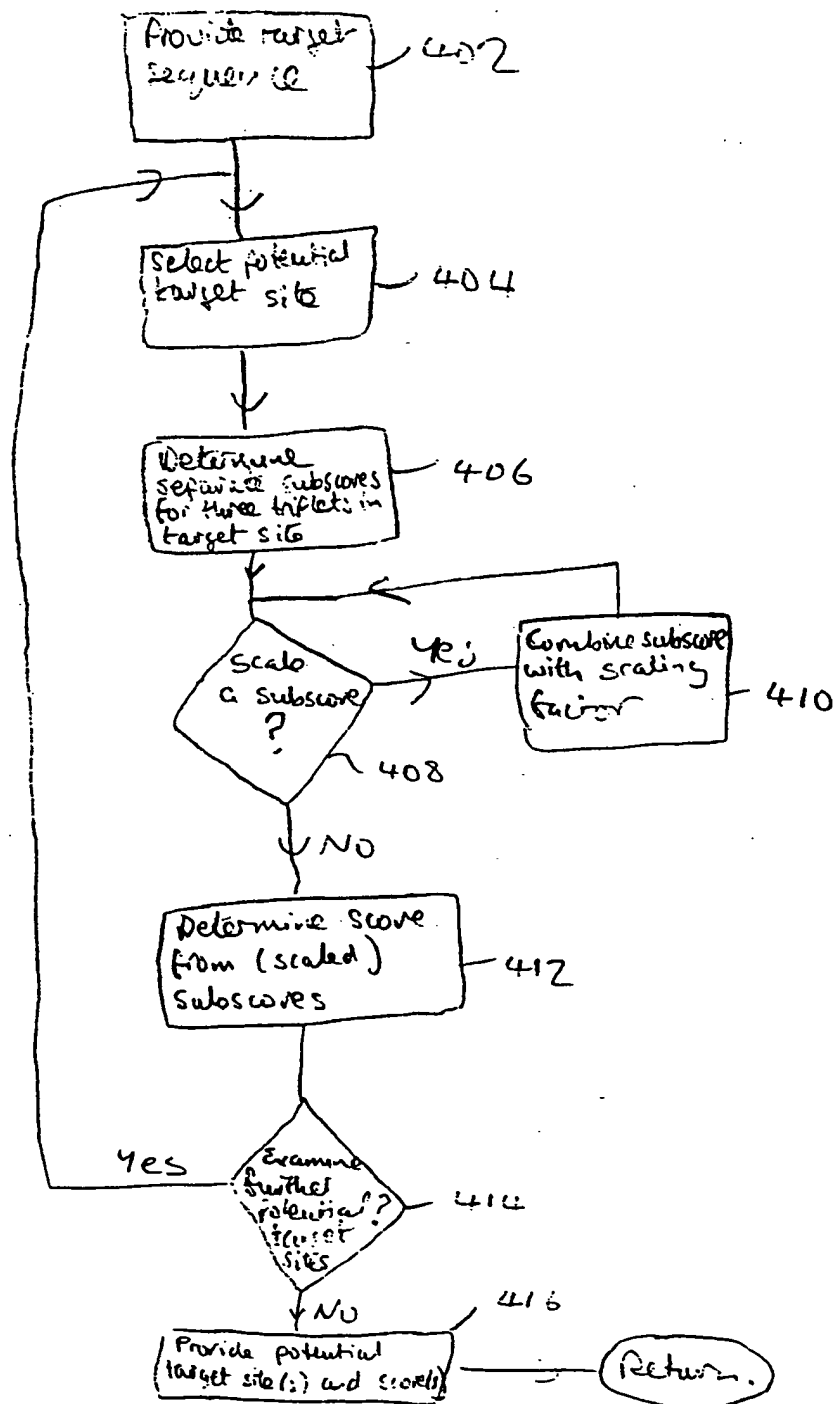 Provide target
sequence
402
Select potential
target site
404
Determine
separate subscores
for three triplets in
target site
406
Scale
a subscore
?
408
Yes
Combine subscore
with scaling
factor
410
NO
Determine score
from (scaled)
subscores
412
Yes
Examine
further
potential
target
sites
?
414
NO
416
Provide potential
target site(s) and score(s)
Return.